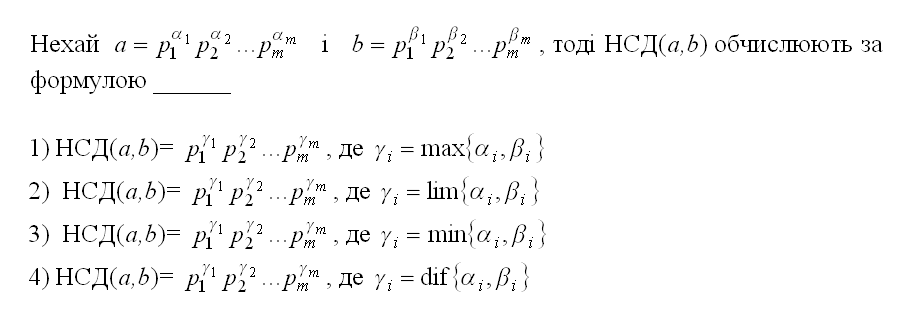 Нехай a = p₁^α₁ p₂^α₂ ...pₘ^αₘ і b = p₁^β₁ p₂^β₂ ...pₘ^βₘ , тоді НСД(a,b) обчислюють за
формулою ______
1) НСД(a,b)= p₁^γ₁ p₂^γ₂ ...pₘ^γₘ , де γᵢ = max{αᵢ,βᵢ}
2) НСД(a,b)= p₁^γ₁ p₂^γ₂ ...pₘ^γₘ , де γᵢ = lim{αᵢ,βᵢ}
3) НСД(a,b)= p₁^γ₁ p₂^γ₂ ...pₘ^γₘ , де γᵢ = min{αᵢ,βᵢ}
4) НСД(a,b)= p₁^γ₁ p₂^γ₂ ...pₘ^γₘ , де γᵢ = dif{αᵢ,βᵢ}